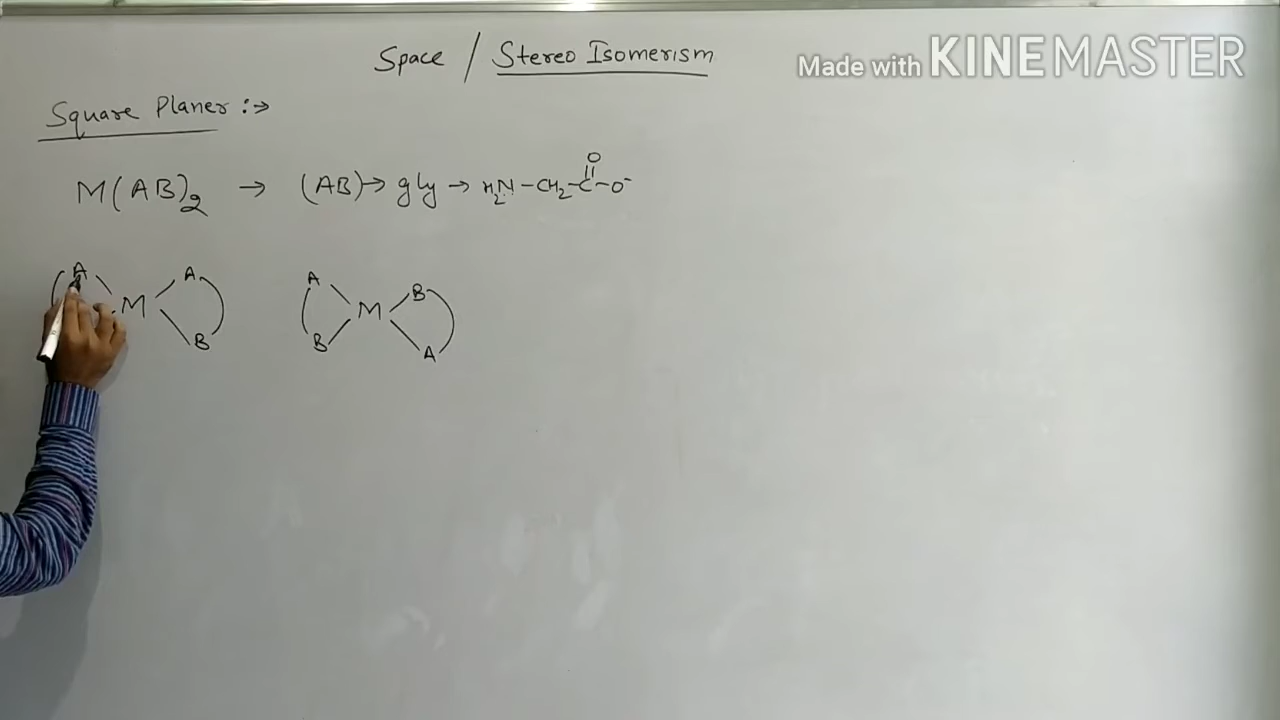 Space / Stereo Isomerism
Made with KINEMASTER
Square Planer :→
M(AB)₂ → (AB)→ gly → H₂N̈ – CH₂ – C – O⁻
O
A M A
B
A M B
B A